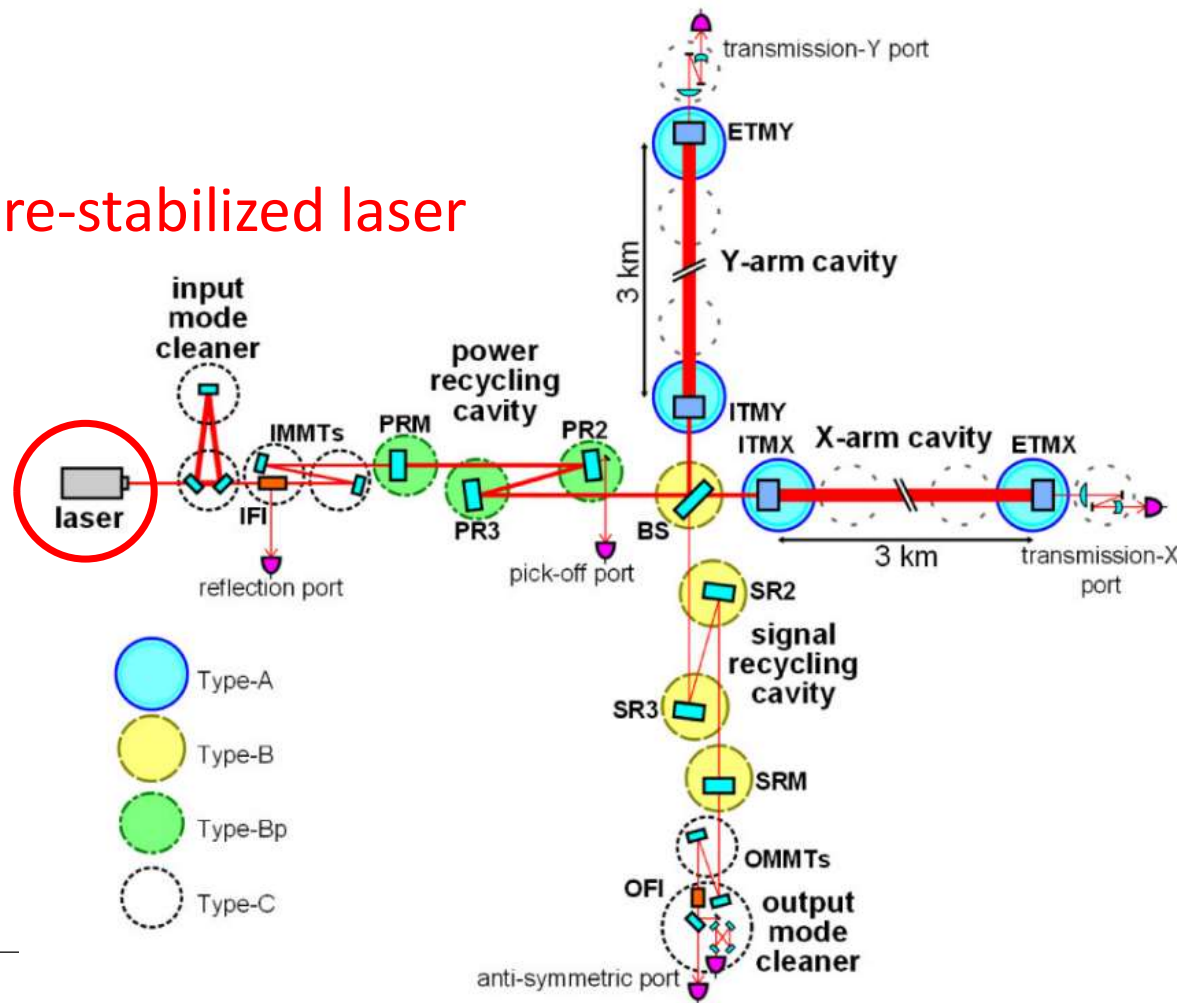 transmission-Y port
ETMY
re-stabilized laser
3 km
Y-arm cavity
input
mode
cleaner
power
recycling
cavity
ITMY
IMMTs
PRM
PR2
ITMX
X-arm cavity
ETMX
laser
IFI
PR3
BS
3 km
transmission-X
port
reflection port
pick-off port
SR2
signal
recycling
cavity
SR3
Type-A
Type-B
SRM
Type-Bp
OMMTs
Type-C
OFI
output
mode
cleaner
anti-symmetric port